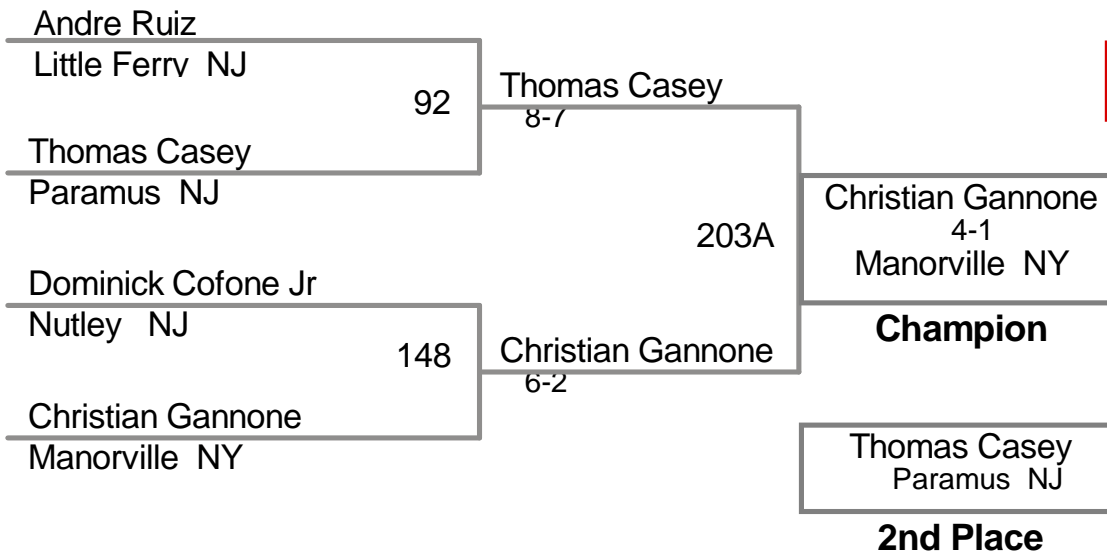 Andre Ruiz
Little Ferry NJ
92
Thomas Casey
8-7
Thomas Casey
Paramus NJ
203A
Christian Gannone
4-1
Manorville NY
Champion
Dominick Cofone Jr
Nutley NJ
148
Christian Gannone
6-2
Christian Gannone
Manorville NY
Thomas Casey
Paramus NJ
2nd Place